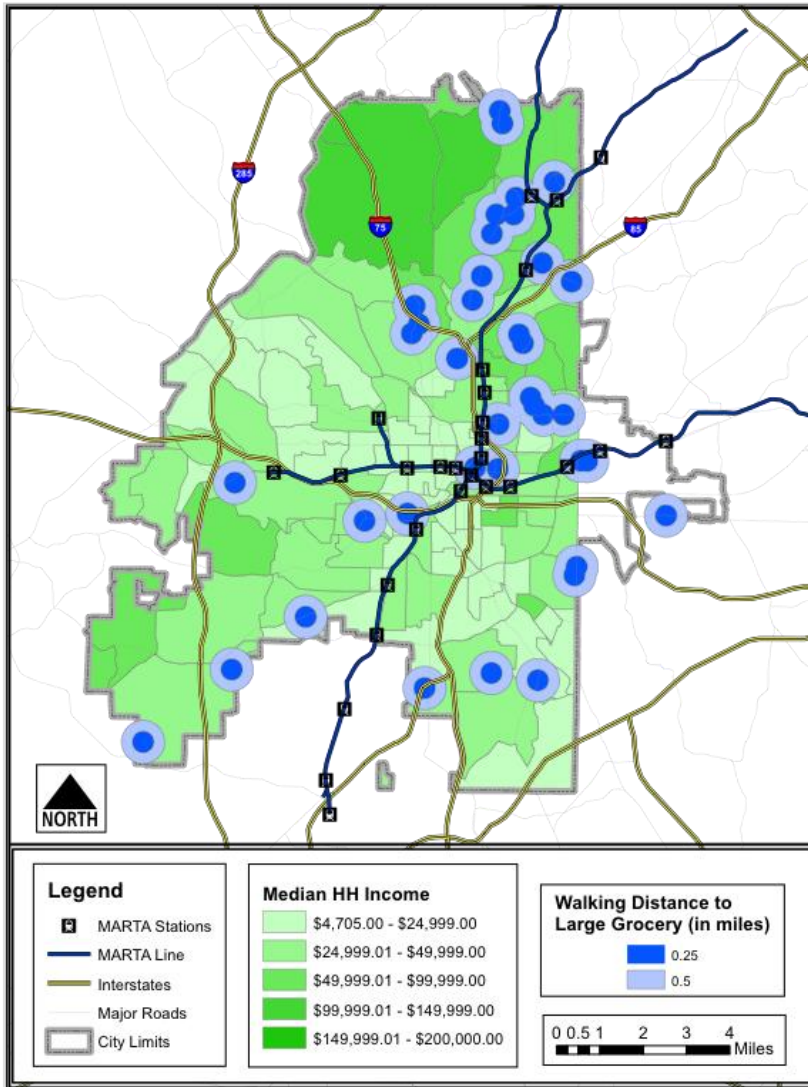 285
75
85
NORTH
Legend
MARTA Stations
MARTA Line
Interstates
Major Roads
City Limits
Median HH Income
$4,705.00 - $24,999.00
$24,999.01 - $49,999.00
$49,999.01 - $99,999.00
$99,999.01 - $149,999.00
$149,999.01 - $200,000.00
Walking Distance to
Large Grocery (in miles)
0.25
0.5
0 0.5 1 2 3 4
Miles